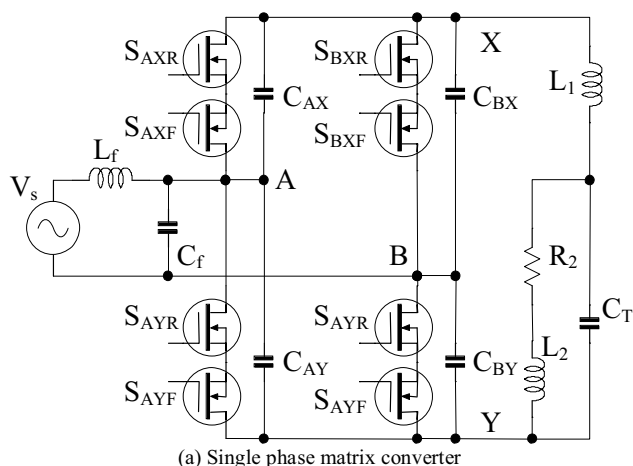 S_AXR
S_BXR
X
C_AX
C_BX
L_1
S_AXF
S_BXF
L_f
V_s
A
C_f
B
R_2
C_T
S_AYR
S_AYR
L_2
C_AY
C_BY
S_AYF
S_AYF
Y
(a) Single phase matrix converter